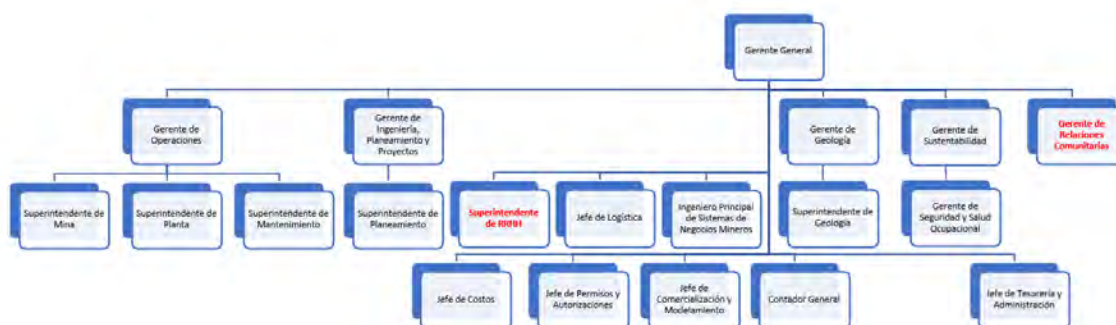 Gerente General
Gerente de
Operaciones
Gerente de
Ingeniería,
Planeamiento y
Proyectos
Gerente de
Geología
Gerente de
Sustentabilidad
Gerente de
Relaciones
Comunitarias
Superintendente de
Mina
Superintendente de
Planta
Superintendente de
Mantenimiento
Superintendente de
Planeamiento
Superintendente
de RRHH
Jefe de Logística
Ingeniero Principal
de Sistemas de
Negocios Mineros
Superintendente de
Geología
Gerente de
Seguridad y Salud
Ocupacional
Jefe de Costos
Jefe de Permisos y
Autorizaciones
Jefe de
Comercialización y
Modelamiento
Contador General
Jefe de Tesorería y
Administración